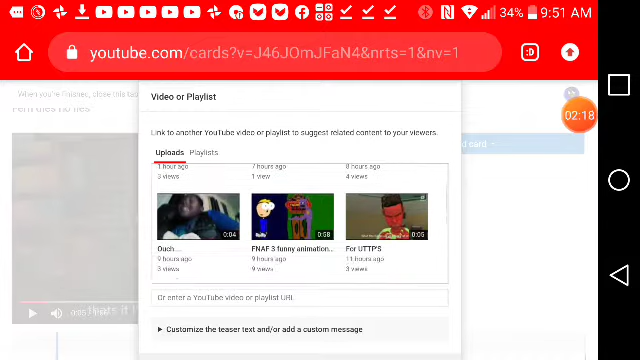 34% 9:51 AM
youtube.com/cards?v=J46JOmJFaN4&nrts=1&nv=1
:D
When you're finished, close this tab
Video or Playlist
02:18
Link to another YouTube video or playlist to suggest related content to your viewers.
d card
Uploads Playlists
1 hour ago 7 hours ago 8 hours ago
3 views 1 view 4 views
0:04 0:58 0:05
Ouch... FNAF 3 funny animation.. For UTTP'S
9 hours ago 9 hours ago 11 hours ago
3 views 9 views 3 views
Or enter a YouTube video or playlist URL
0:05
Customize the teaser text and/or add a custom message